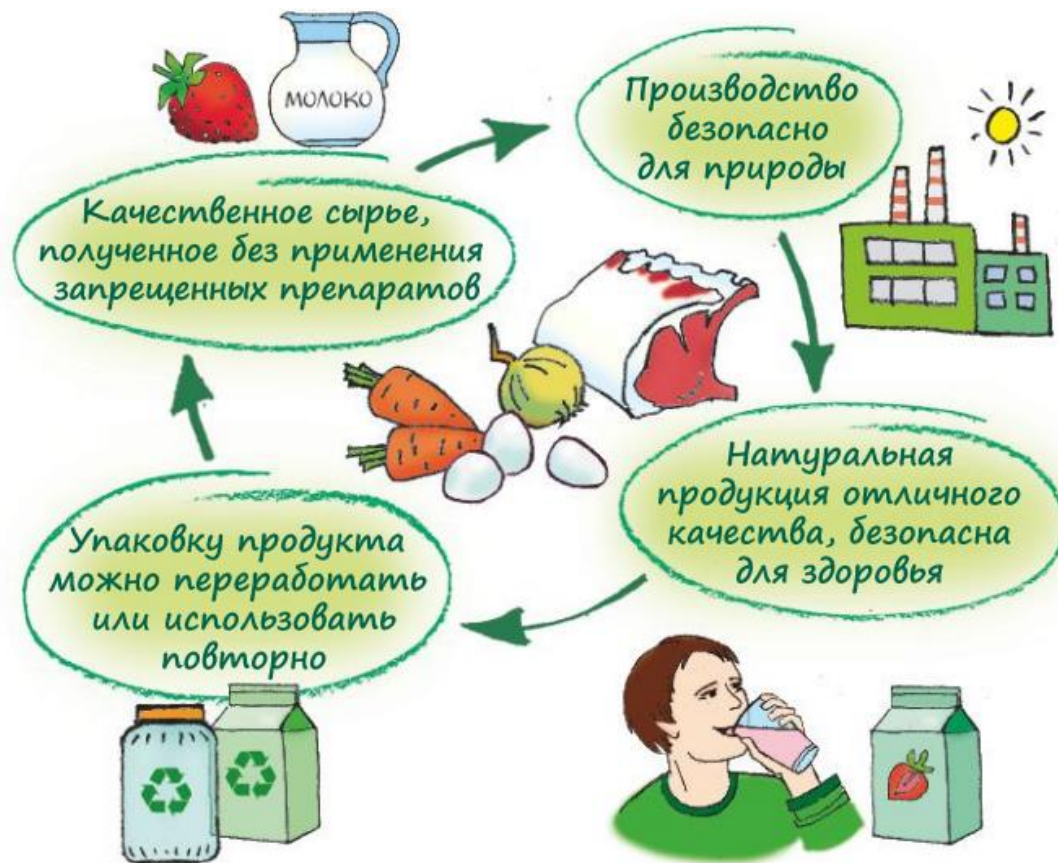 МОЛОКО
Качественное сырье,
полученное без применения
запрещенных препаратов
Производство
безопасно
для природы
Натуральная
продукция отличного
качества, безопасна
для здоровья
Упаковку продукта
можно переработать
или использовать
повторно